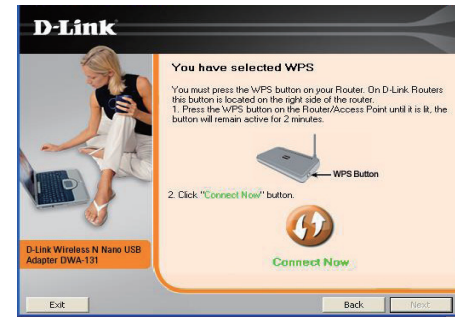 D-Link
You have selected WPS
You must press the WPS button on your Router. On D-Link Routers
this button is located on the right side of the router.
1. Press the WPS button on the Router/Access Point until it is lit, the
button will remain active for 2 minutes.
WPS Button
2. Click "Connect Now" button.
Connect Now
D-Link Wireless N Nano USB
Adapter DWA-131
Exit
Back
Next